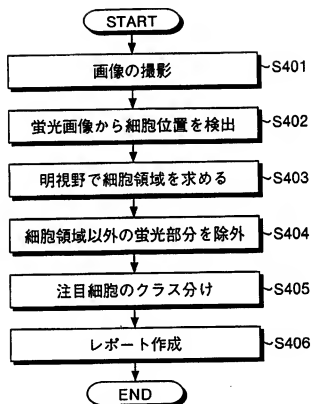 START
画像の撮影 S401
蛍光画像から細胞位置を検出 S402
明視野で細胞領域を求める S403
細胞領域以外の蛍光部分を除外 S404
注目細胞のクラス分け S405
レポート作成 S406
END